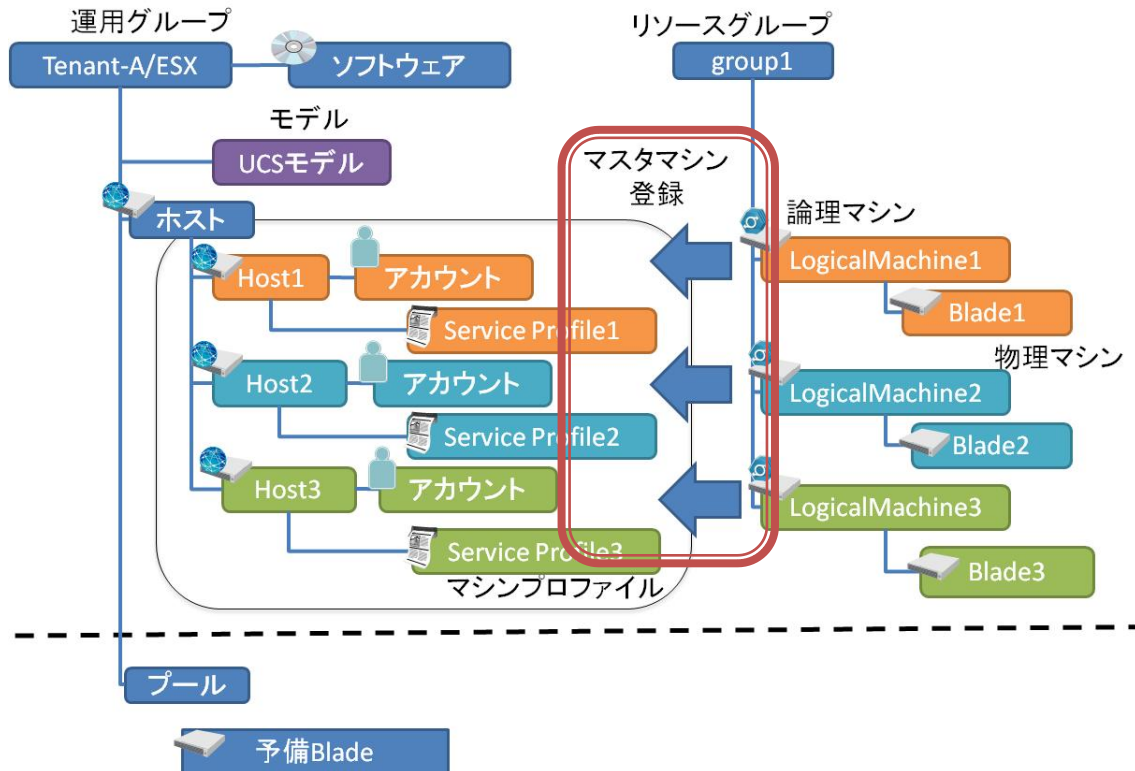 運用グループ
リソースグループ
Tenant-A/ESX
ソフトウェア
group1
モデル
UCSモデル
マスタマシン
登録
ホスト
論理マシン
Host1
アカウント
LogicalMachine1
Service Profile1
Blade1
物理マシン
Host2
アカウント
LogicalMachine2
Service Profile2
Blade2
Host3
アカウント
LogicalMachine3
Service Profile3
Blade3
マシンプロファイル
プール
予備Blade